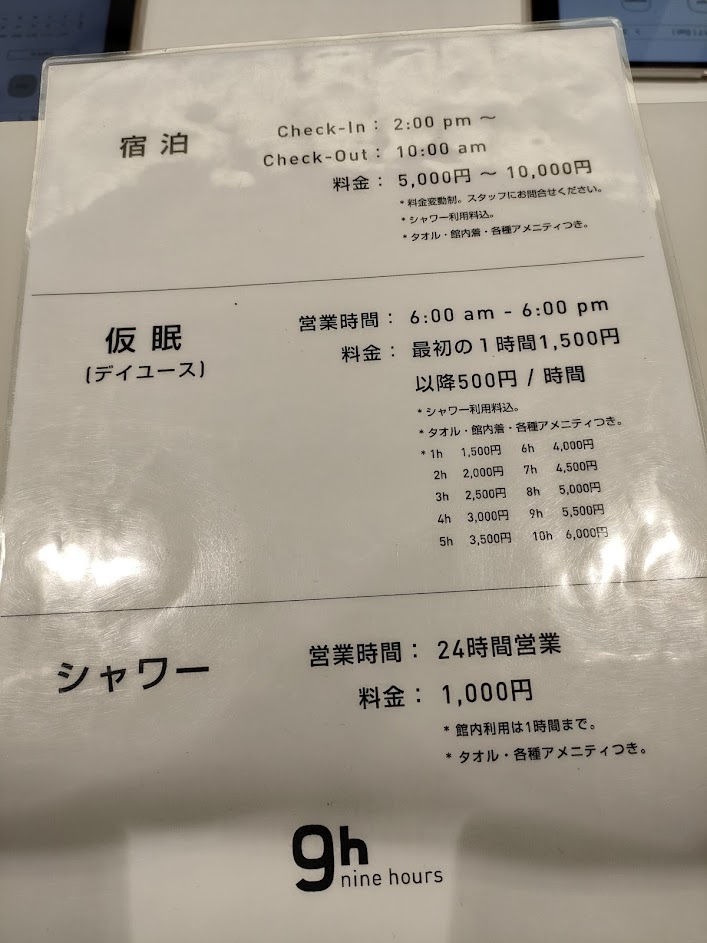 宿泊
Check-In： 2:00 pm ～
Check-Out： 10:00 am
料金： 5,000円 ～ 10,000円
* 料金変動制。スタッフにお問合せください。
* シャワー利用料込。
* タオル・館内着・各種アメニティつき。
仮眠
(デイユース)
営業時間： 6:00 am - 6:00 pm
料金： 最初の１時間1,500円
以降500円 / 時間
* シャワー利用料込。
* タオル・館内着・各種アメニティつき。
* 1h 1,500円 6h 4,000円
2h 2,000円 7h 4,500円
3h 2,500円 8h 5,000円
4h 3,000円 9h 5,500円
5h 3,500円 10h 6,000円
シャワー
営業時間： 24時間営業
料金： 1,000円
* 館内利用は1時間まで。
* タオル・各種アメニティつき。
9h
nine hours